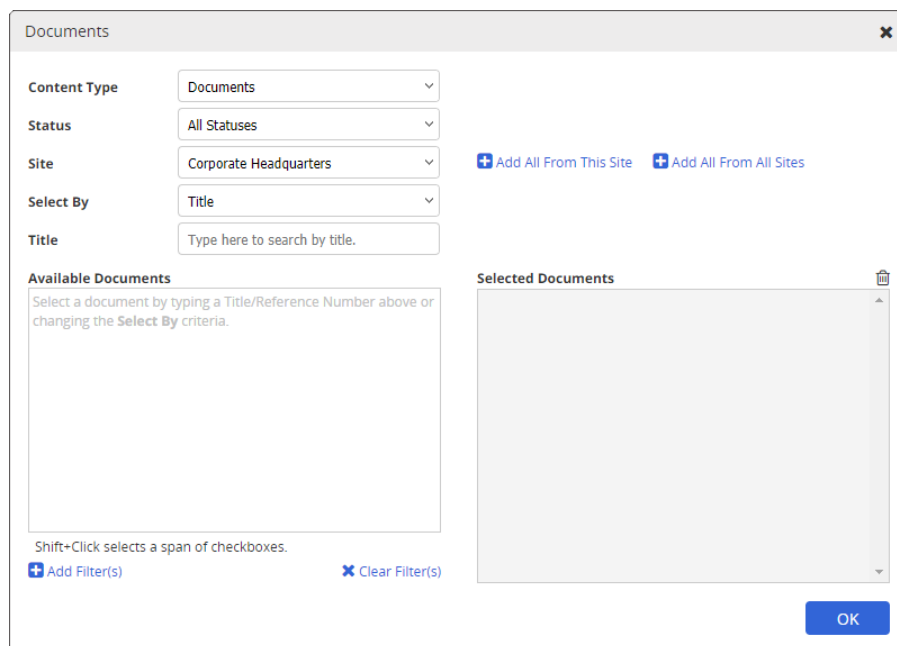 Documents
Content Type Documents
Status All Statuses
Site Corporate Headquarters Add All From This Site Add All From All Sites
Select By Title
Title Type here to search by title.
Available Documents Selected Documents
Select a document by typing a Title/Reference Number above or
changing the Select By criteria.
Shift+Click selects a span of checkboxes.
Add Filter(s) Clear Filter(s)
OK